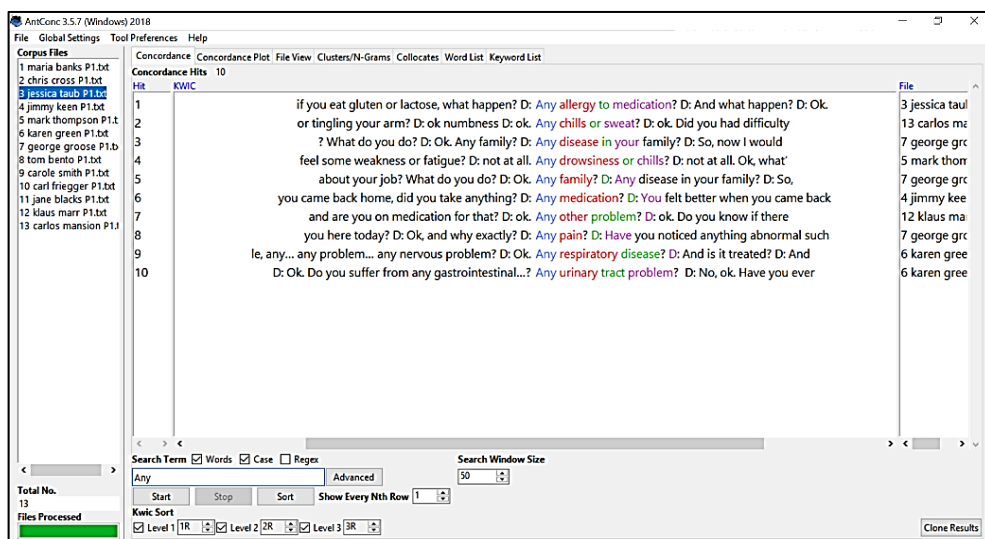 AntConc 3.5.7 (Windows) 2018
File Global Settings Tool Preferences Help
Corpus Files
1 maria banks P1.txt
2 chris cross P1.txt
3 jessica taub P1.txt
4 jimmy keen P1.txt
5 mark thompson P1.t
6 karen green P1.txt
7 george groose P1.tx
8 tom bento P1.txt
9 carole smith P1.txt
10 carl friegger P1.txt
11 jane blacks P1.txt
12 klaus marr P1.txt
13 carlos mansion P1.t
Total No.
13
Files Processed
Concordance Concordance Plot File View Clusters/N-Grams Collocates Word List Keyword List
Concordance Hits 10
Hit KWIC File
1 if you eat gluten or lactose, what happen? D: Any allergy to medication? D: And what happen? D: Ok. 3 jessica taul
2 or tingling your arm? D: ok numbness D: ok. Any chills or sweat? D: ok. Did you had difficulty 13 carlos ma
3 ? What do you do? D: Ok. Any family? D: Any disease in your family? D: So, now I would 7 george grc
4 feel some weakness or fatigue? D: not at all. Any drowsiness or chills? D: not at all. Ok, what' 5 mark thom
5 about your job? What do you do? D: Ok. Any family? D: Any disease in your family? D: So, 7 george grc
6 you came back home, did you take anything? D: Any medication? D: You felt better when you came back 4 jimmy kee
7 and are you on medication for that? D: ok. Any other problem? D: ok. Do you know if there 12 klaus mai
8 you here today? D: Ok, and why exactly? D: Any pain? D: Have you noticed anything abnormal such 7 george grc
9 le, any... any problem... any nervous problem? D: Ok. Any respiratory disease? D: And is it treated? D: And 6 karen gree
10 D: Ok. Do you suffer from any gastrointestinal...? Any urinary tract problem? D: No, ok. Have you ever 6 karen gree
Search Term Words Case Regex Search Window Size
Any Advanced 50
Start Stop Sort Show Every Nth Row 1
Kwic Sort
Level 1 1R Level 2 2R Level 3 3R Clone Results